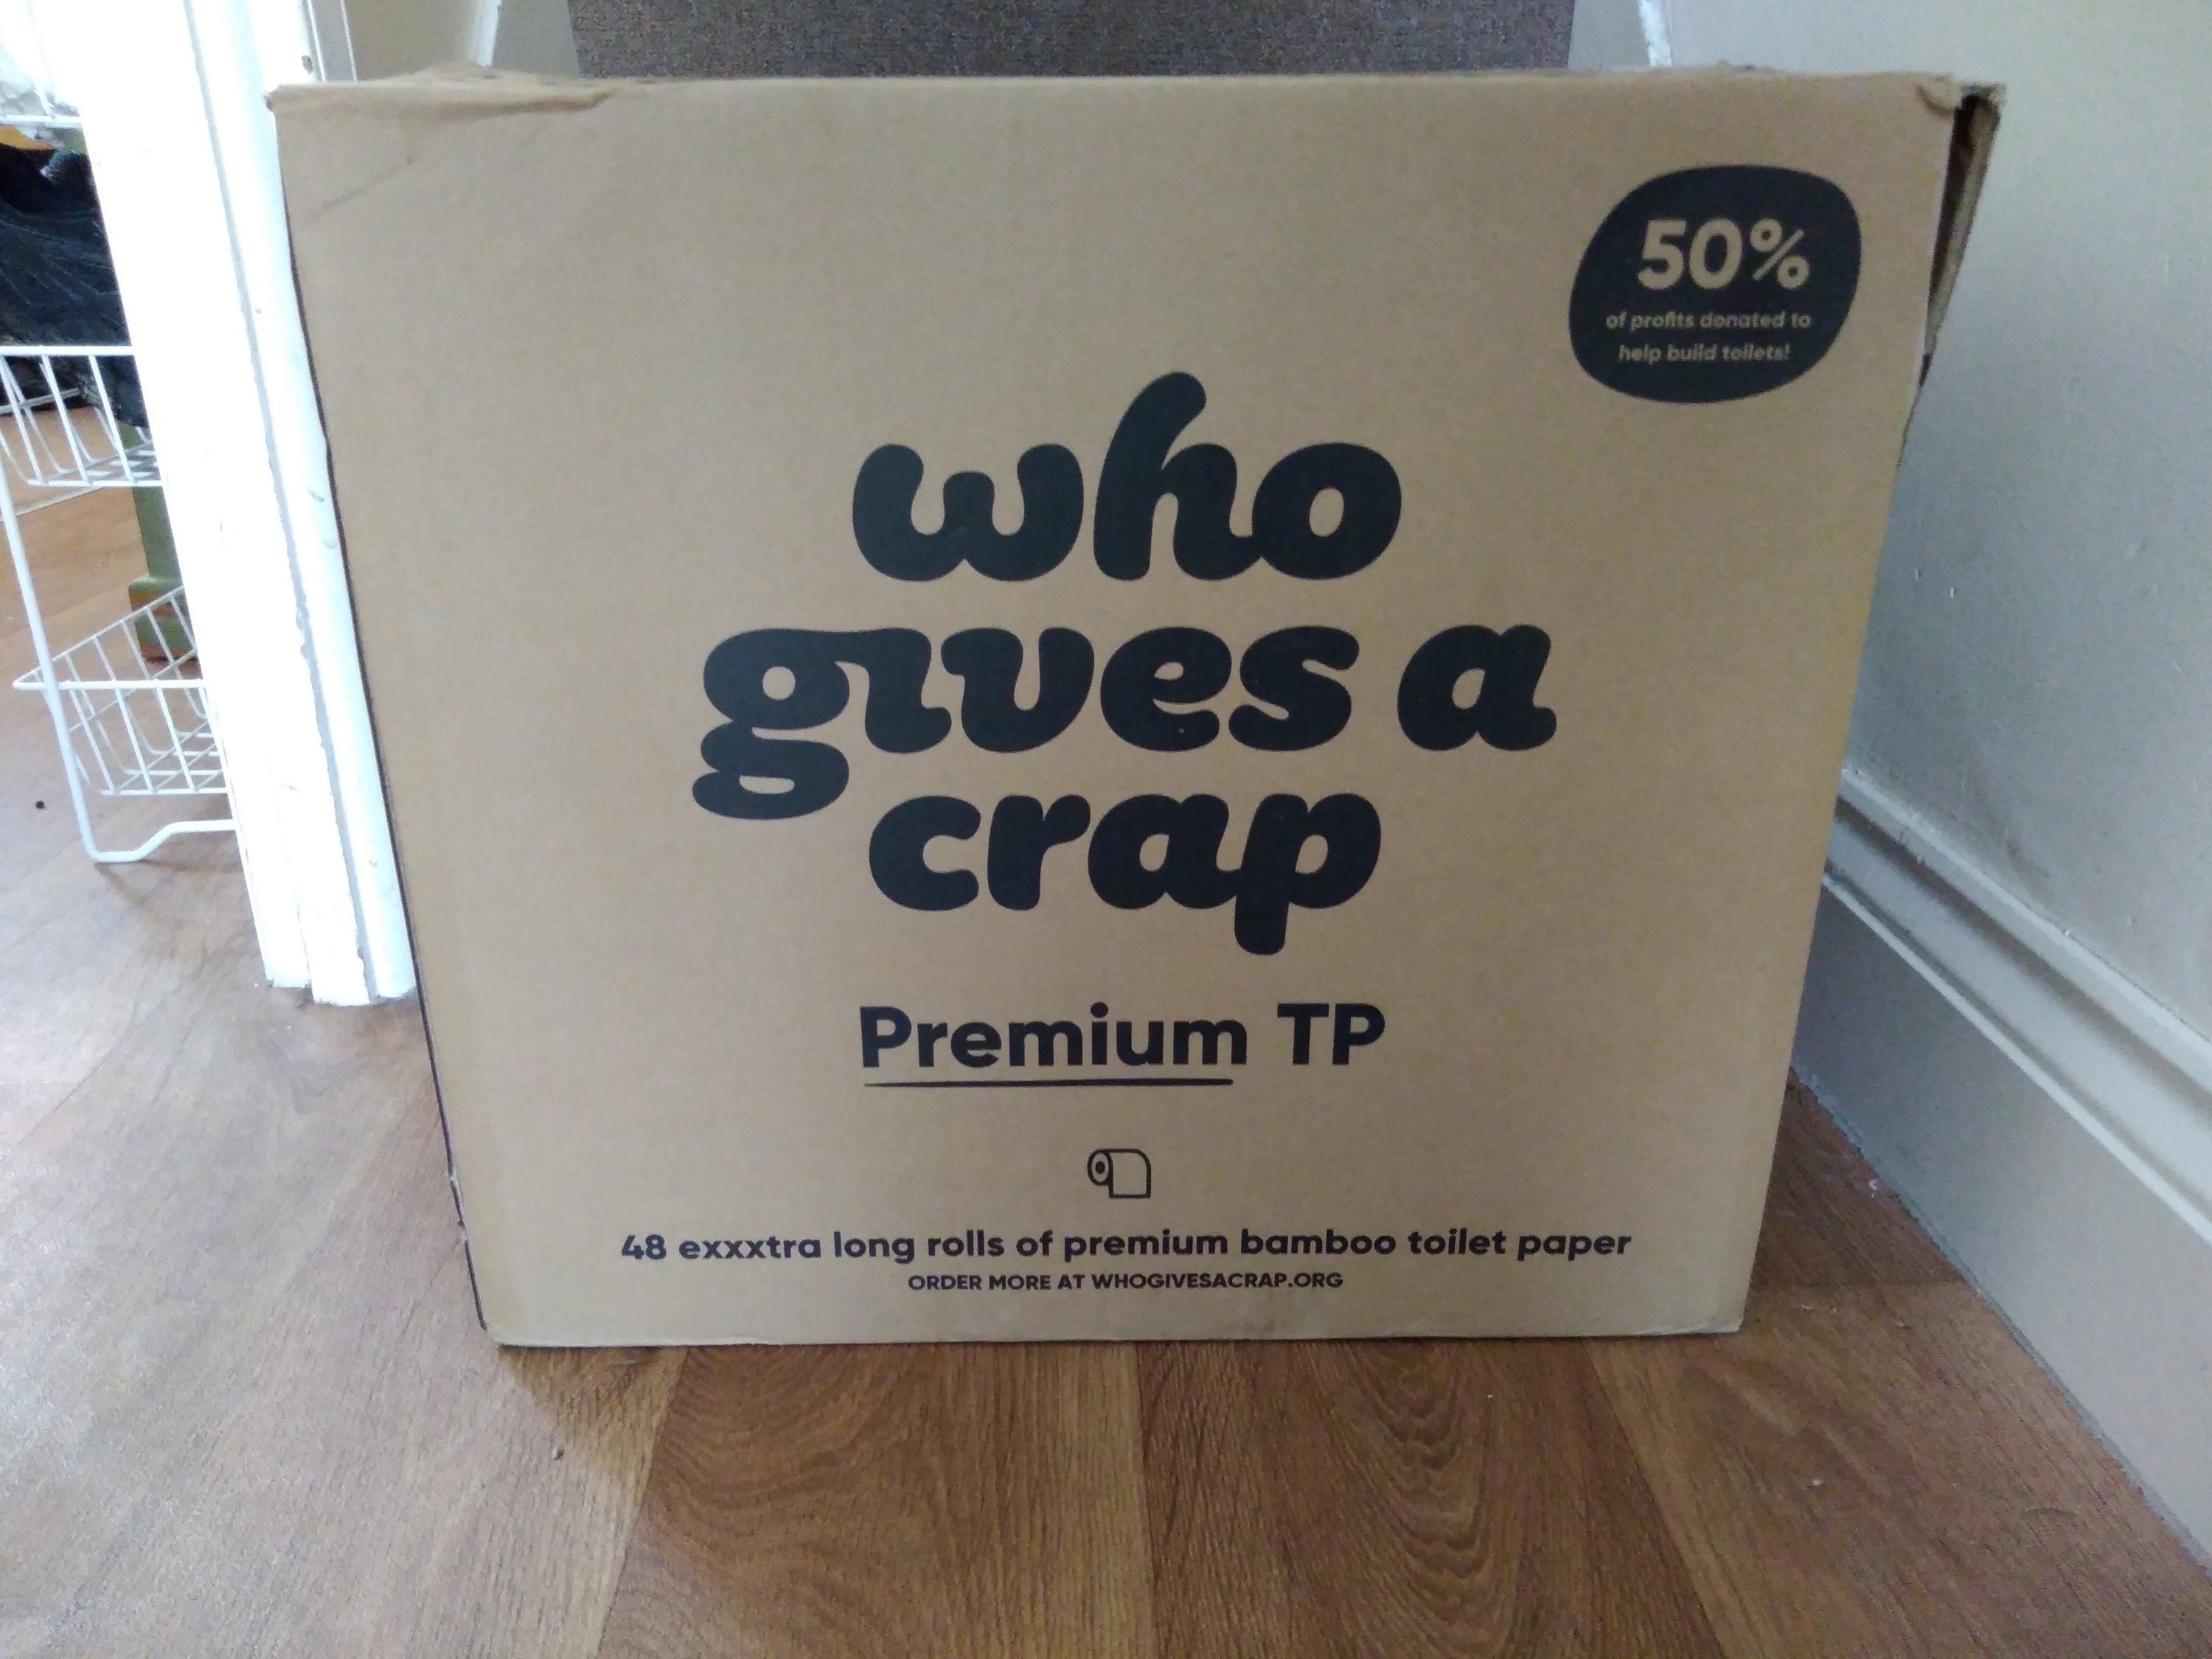 50%
of profits donated to
help build toilets!
who
gives a
crap
Premium TP
48 exxxtra long rolls of premium bamboo toilet paper
ORDER MORE AT WHOGIVESACRAP.ORG